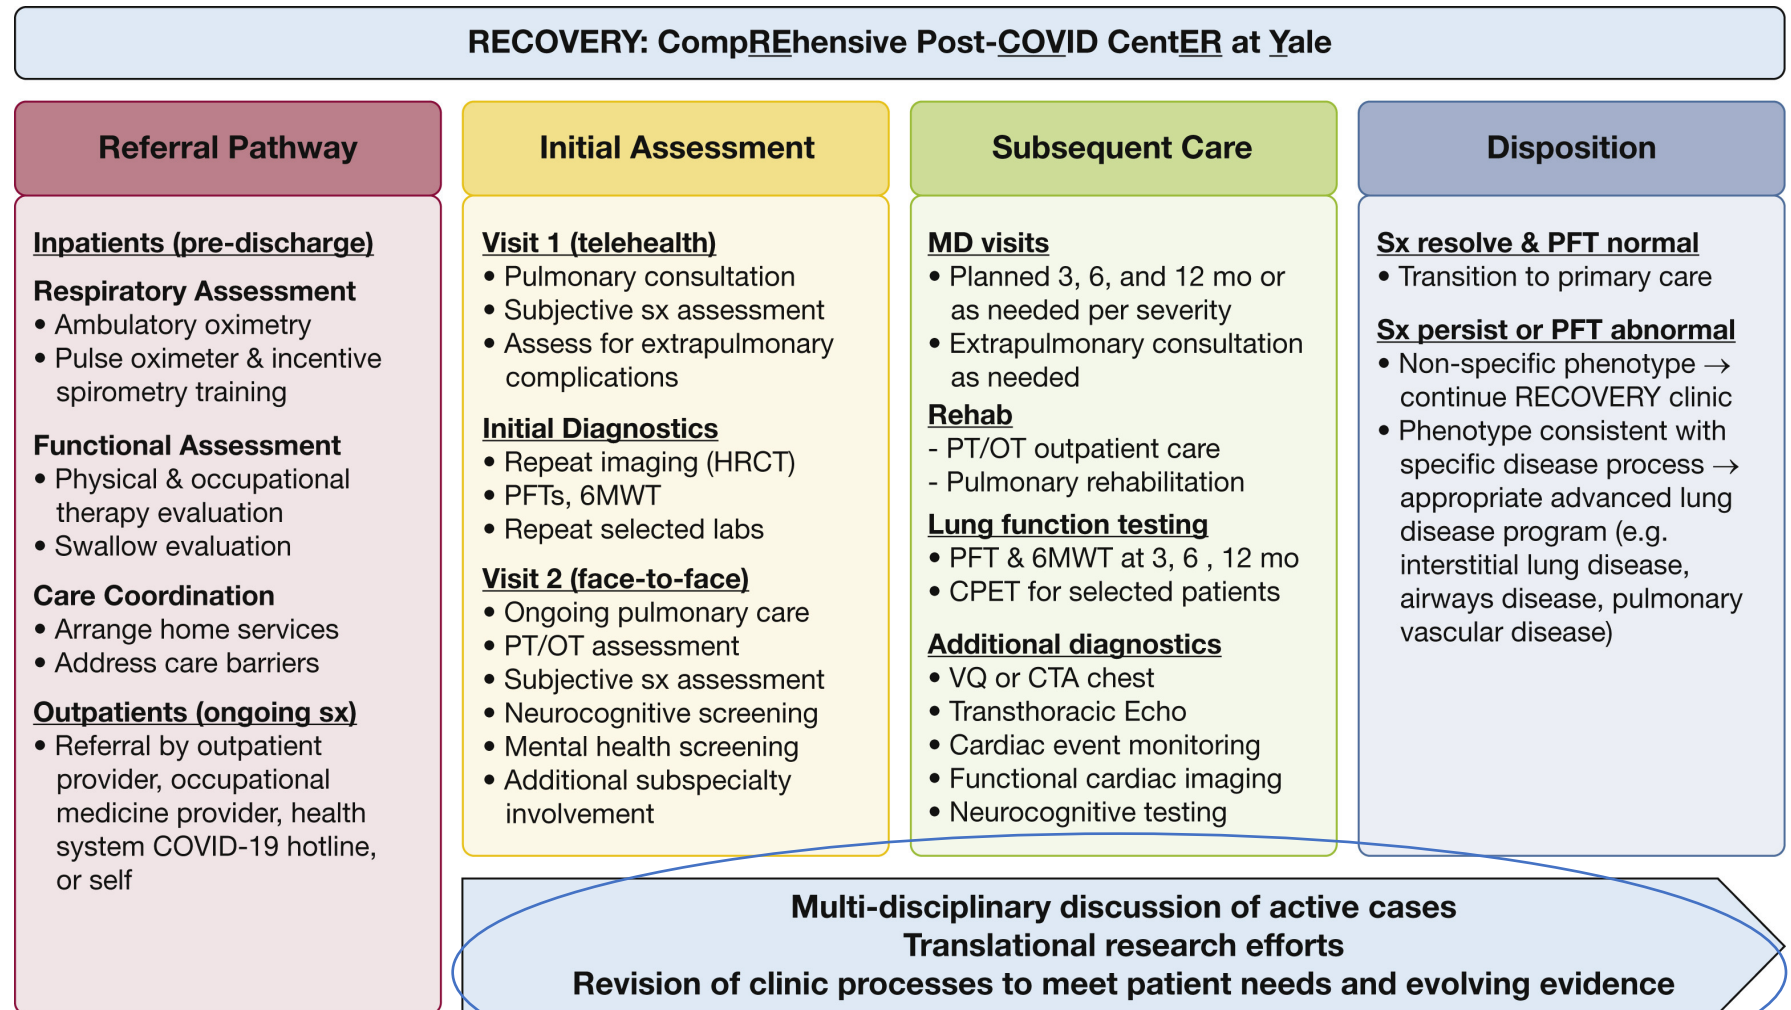 RECOVERY: CompREhensive Post-COVID CentER at Yale
Referral Pathway
Inpatients (pre-discharge)
Respiratory Assessment
• Ambulatory oximetry
• Pulse oximeter & incentive
spirometry training
Functional Assessment
• Physical & occupational
therapy evaluation
• Swallow evaluation
Care Coordination
• Arrange home services
• Address care barriers
Outpatients (ongoing sx)
• Referral by outpatient
provider, occupational
medicine provider, health
system COVID-19 hotline,
or self
Initial Assessment
Visit 1 (telehealth)
• Pulmonary consultation
• Subjective sx assessment
• Assess for extrapulmonary
complications
Initial Diagnostics
• Repeat imaging (HRCT)
• PFTs, 6MWT
• Repeat selected labs
Visit 2 (face-to-face)
• Ongoing pulmonary care
• PT/OT assessment
• Subjective sx assessment
• Neurocognitive screening
• Mental health screening
• Additional subspecialty
involvement
Subsequent Care
MD visits
• Planned 3, 6, and 12 mo or
as needed per severity
• Extrapulmonary consultation
as needed
Rehab
- PT/OT outpatient care
- Pulmonary rehabilitation
Lung function testing
• PFT & 6MWT at 3, 6 , 12 mo
• CPET for selected patients
Additional diagnostics
• VQ or CTA chest
• Transthoracic Echo
• Cardiac event monitoring
• Functional cardiac imaging
• Neurocognitive testing
Disposition
Sx resolve & PFT normal
• Transition to primary care
Sx persist or PFT abnormal
• Non-specific phenotype →
continue RECOVERY clinic
• Phenotype consistent with
specific disease process →
appropriate advanced lung
disease program (e.g.
interstitial lung disease,
airways disease, pulmonary
vascular disease)
Multi-disciplinary discussion of active cases
Translational research efforts
Revision of clinic processes to meet patient needs and evolving evidence